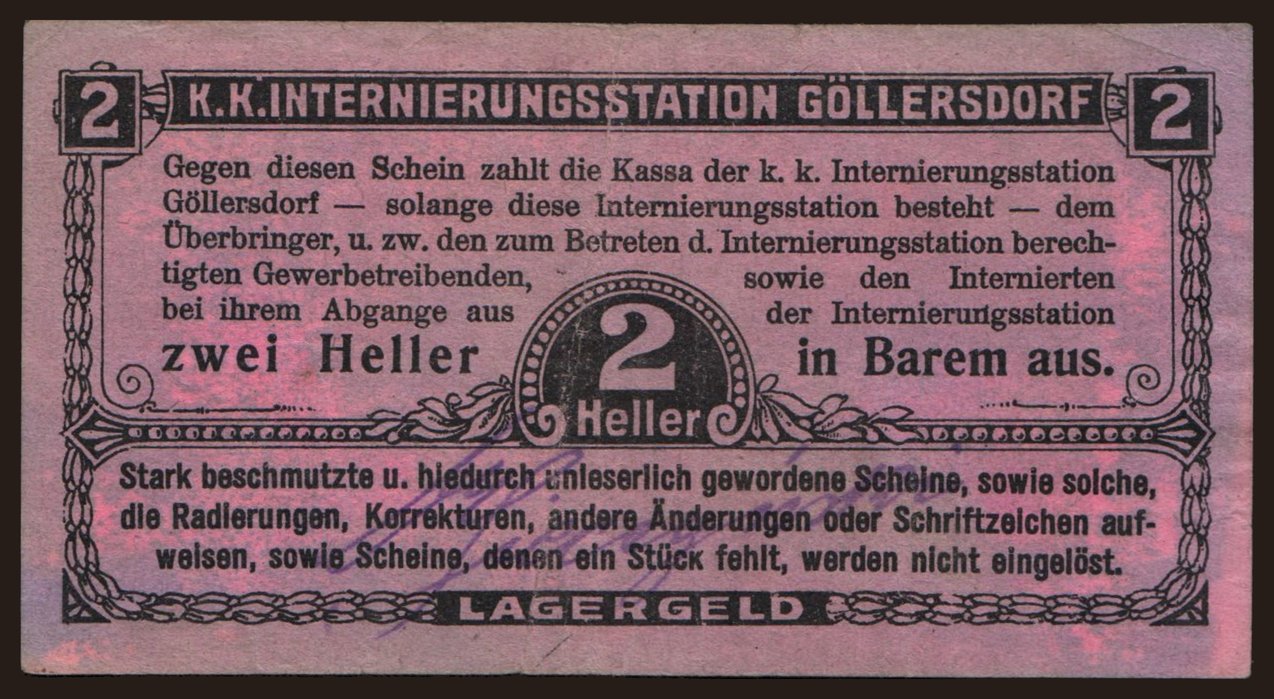 2 K.K.INTERNIERUNGSSTATION GÖLLERSDORF 2
Gegen diesen Schein zahlt die Kassa der k. k. Internierungsstation
Göllersdorf — solange diese Internierungsstation besteht — dem
Überbringer, u. zw. den zum Betreten d. Internierungsstation berech-
tigten Gewerbetreibenden, sowie den Internierten
bei ihrem Abgange aus der Internierungsstation
zwei Heller in Barem aus.
2
Heller
Stark beschmutzte u. hiedurch unleserlich gewordene Scheine, sowie solche,
die Radierungen, Korrekturen, andere Änderungen oder Schriftzeichen auf-
weisen, sowie Scheine, denen ein Stück fehlt, werden nicht eingelöst.
LAGERGELD